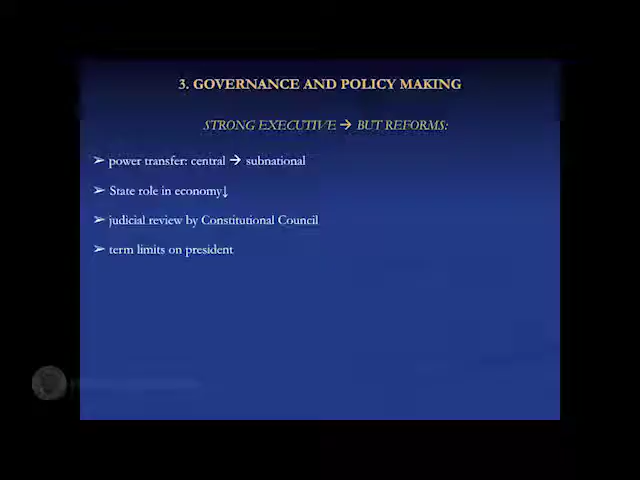 3. GOVERNANCE AND POLICY MAKING
STRONG EXECUTIVE → BUT REFORMS:
➢ power transfer: central → subnational
➢ State role in economy↓
➢ judicial review by Constitutional Council
➢ term limits on president